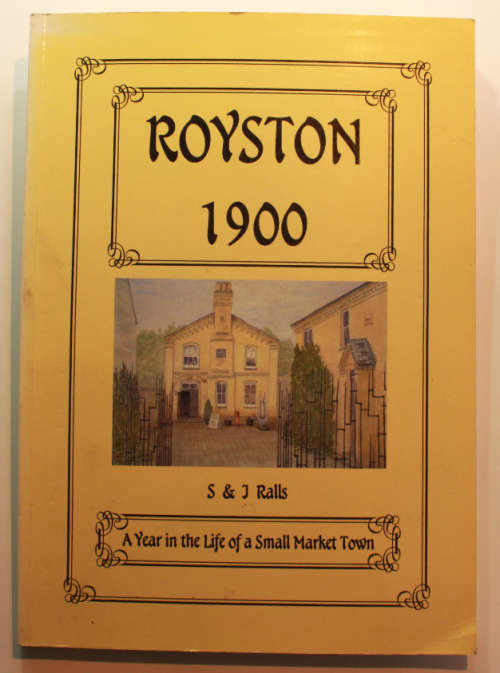 ROYSTON
1900
S & J Ralls
A Year in the Life of a Small Market Town